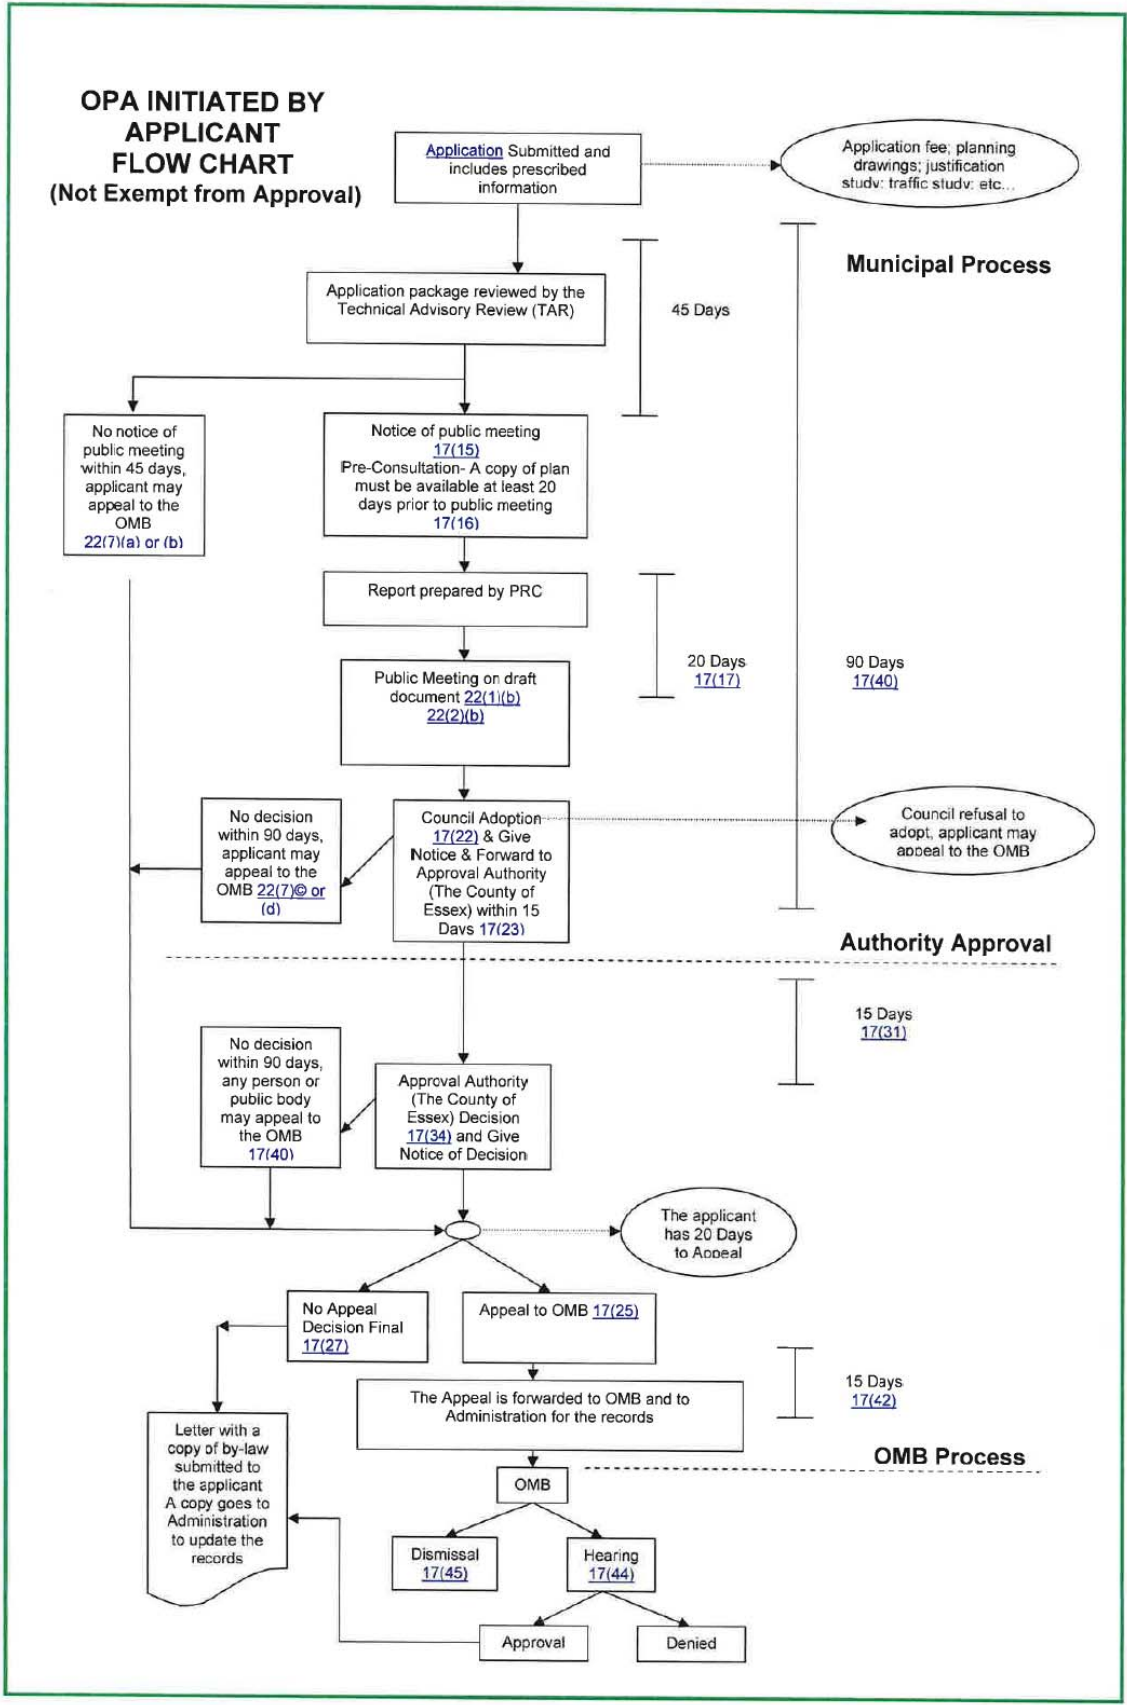 OPA INITIATED BY
APPLICANT
FLOW CHART
(Not Exempt from Approval)
Application Submitted and
includes prescribed
information
Application fee; planning
drawings; justification
study; traffic study; etc...
Municipal Process
Application package reviewed by the
Technical Advisory Review (TAR)
45 Days
No notice of
public meeting
within 45 days,
applicant may
appeal to the
OMB
22(7)(a) or (b)
Notice of public meeting
17(15)
Pre-Consultation- A copy of plan
must be available at least 20
days prior to public meeting
17(16)
Report prepared by PRC
20 Days
17(17)
90 Days
17(40)
Public Meeting on draft
document 22(1)(b)
22(2)(b)
No decision
within 90 days,
applicant may
appeal to the
OMB 22(7)© or
(d)
Council Adoption
17(22) & Give
Notice & Forward to
Approval Authority
(The County of
Essex) within 15
Days 17(23)
Council refusal to
adopt, applicant may
appeal to the OMB
Authority Approval
15 Days
17(31)
No decision
within 90 days,
any person or
public body
may appeal to
the OMB
17(40)
Approval Authority
(The County of
Essex) Decision
17(34) and Give
Notice of Decision
The applicant
has 20 Days
to Appeal
No Appeal
Decision Final
17(27)
Appeal to OMB 17(25)
15 Days
17(42)
The Appeal is forwarded to OMB and to
Administration for the records
Letter with a
copy of by-law
submitted to
the applicant
A copy goes to
Administration
to update the
records
OMB Process
OMB
Dismissal
17(45)
Hearing
17(44)
Approval
Denied